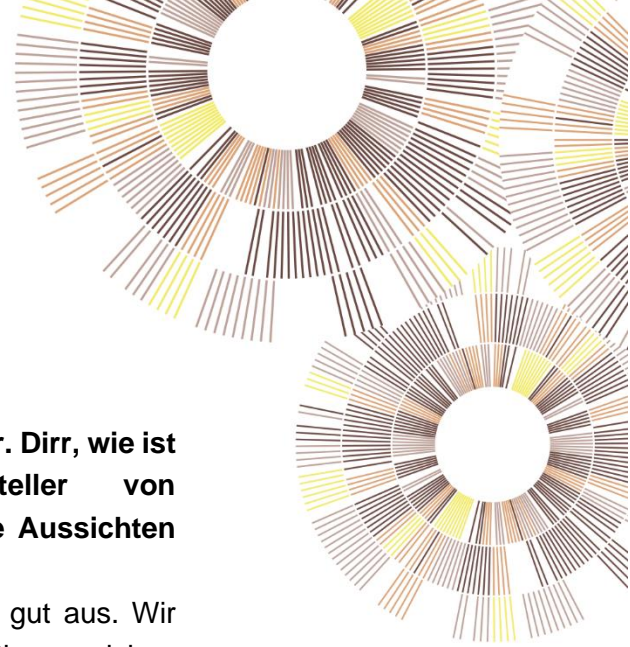 r. Dirr, wie ist
teller von
e Aussichten
gut aus. Wir